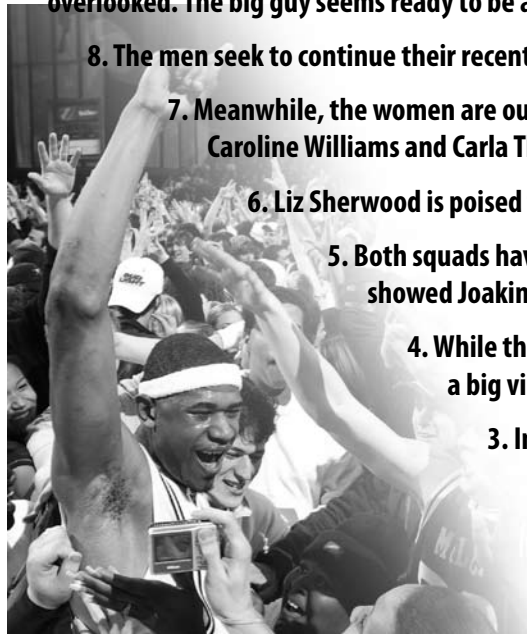 overlooked. The big guy seems ready to be a
8. The men seek to continue their recent
7. Meanwhile, the women are ou
Caroline Williams and Carla T
6. Liz Sherwood is poised
5. Both squads hav
showed Joakin
4. While th
a big vi
3. In
BUD
LIGHT